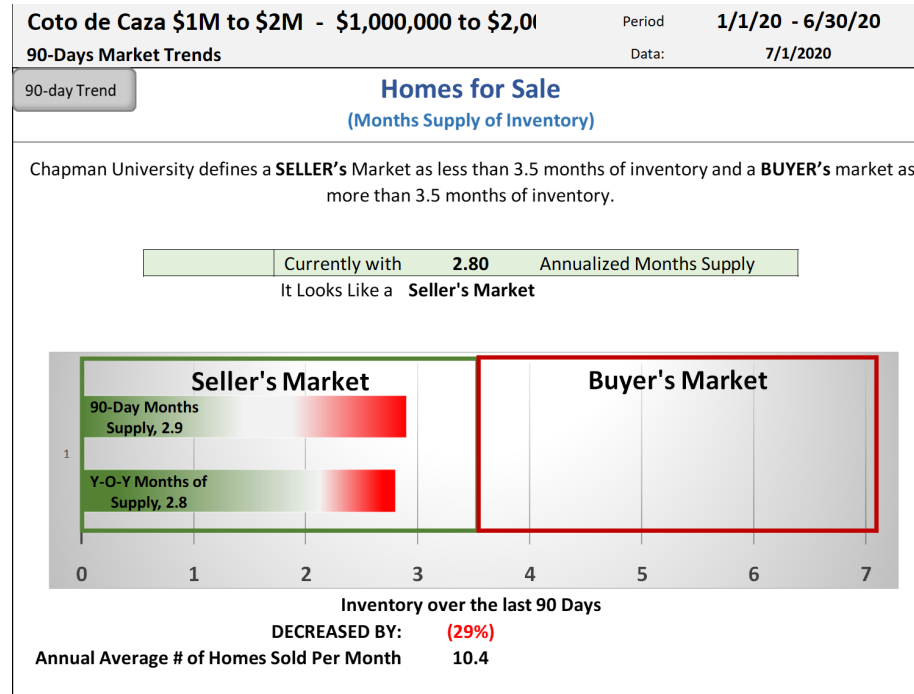 Coto de Caza $1M to $2M - $1,000,000 to $2,0
Period 1/1/20 - 6/30/20
90-Days Market Trends
Data: 7/1/2020
90-day Trend
Homes for Sale
(Months Supply of Inventory)
Chapman University defines a SELLER's Market as less than 3.5 months of inventory and a BUYER's market as
more than 3.5 months of inventory.
Currently with 2.80 Annualized Months Supply
It Looks Like a Seller's Market
Seller's Market
Buyer's Market
90-Day Months
Supply, 2.9
1
Y-O-Y Months of
Supply, 2.8
0 1 2 3 4 5 6 7
Inventory over the last 90 Days
DECREASED BY: (29%)
Annual Average # of Homes Sold Per Month 10.4